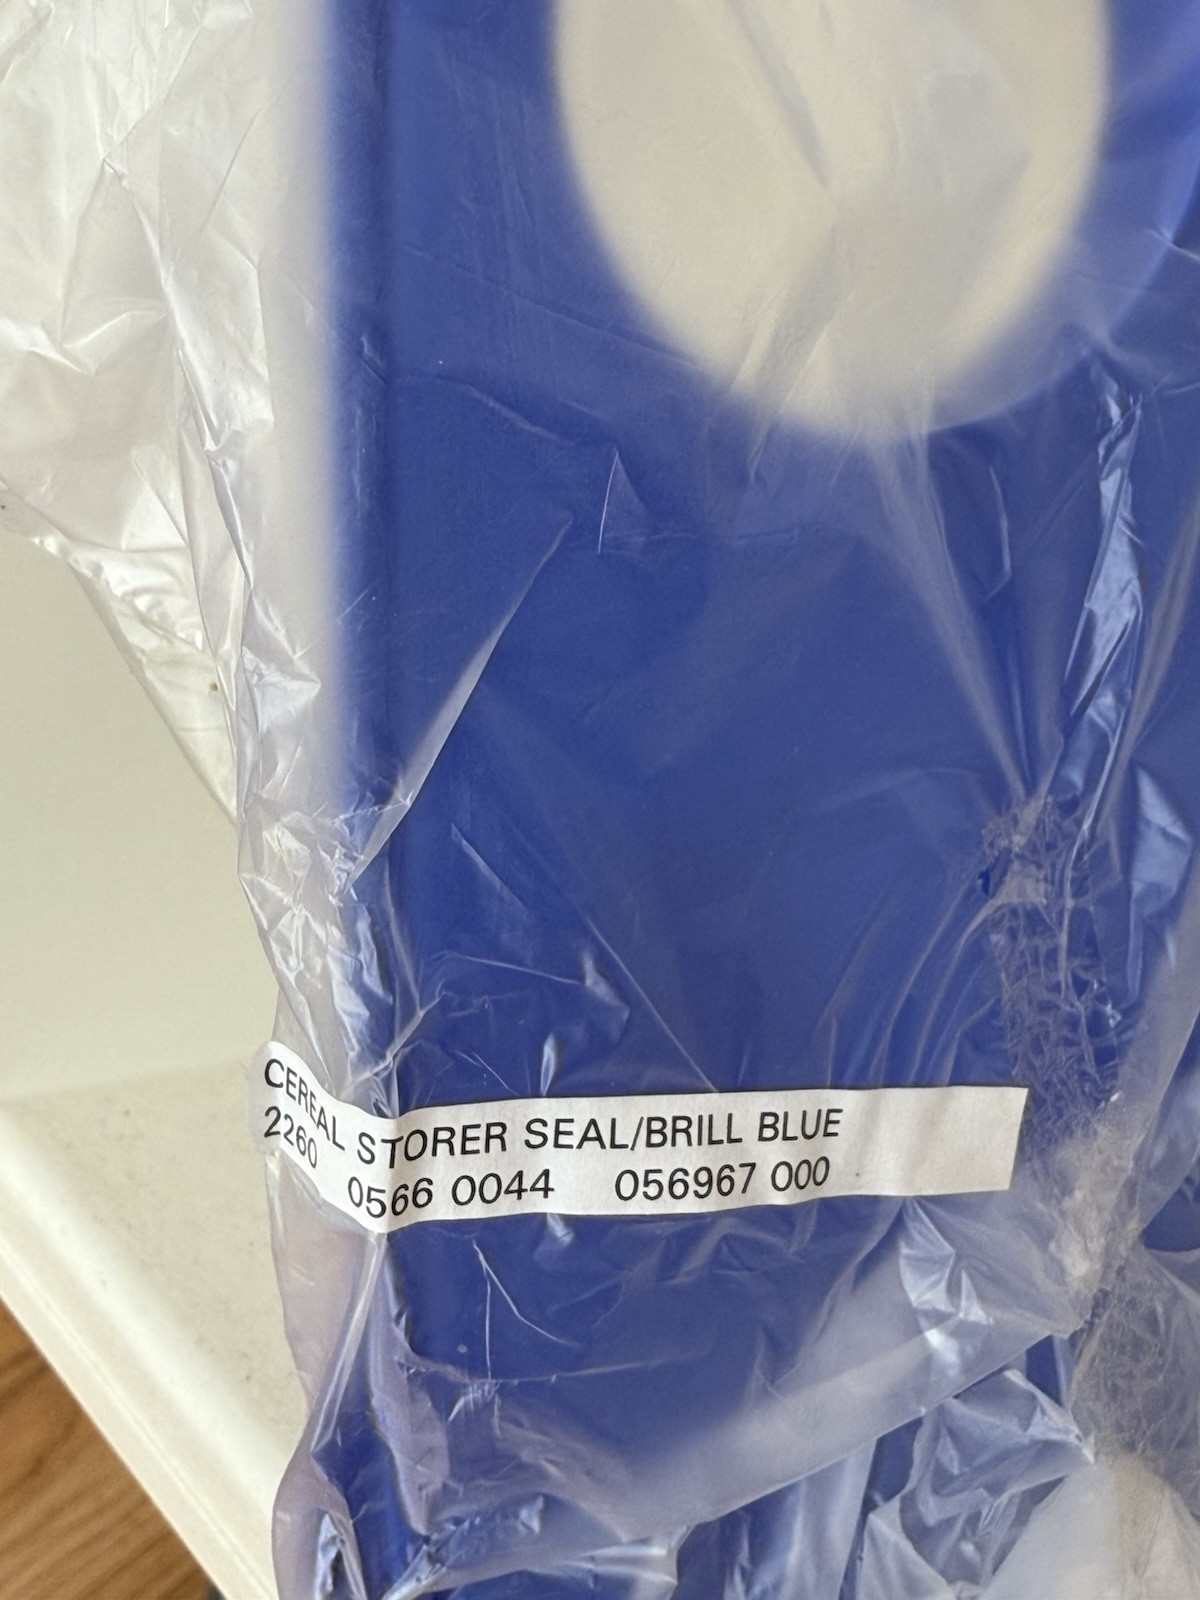 CEREAL STORER SEAL/BRILL BLUE
2260 0566 0044 056967 000